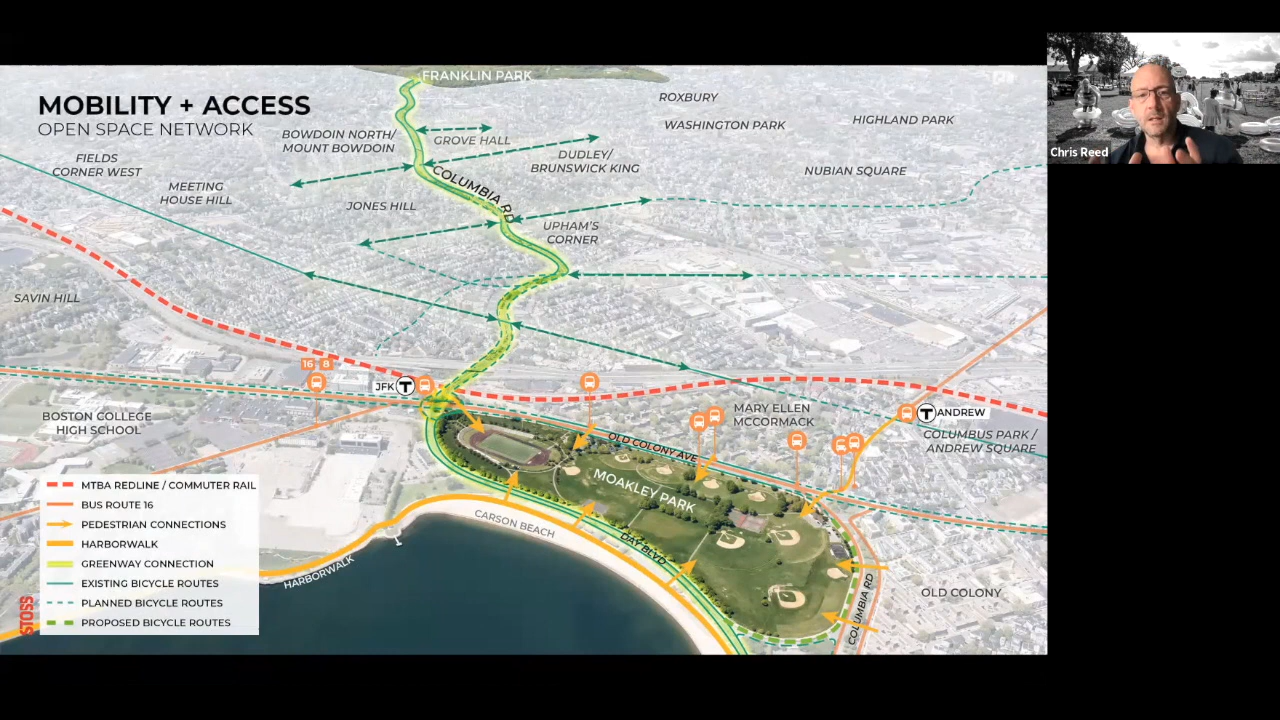 FRANKLIN PARK
MOBILITY + ACCESS
OPEN SPACE NETWORK
ROXBURY
WASHINGTON PARK
HIGHLAND PARK
BOWDOIN NORTH/
MOUNT BOWDOIN
GROVE HALL
DUDLEY/
BRUNSWICK KING
NUBIAN SQUARE
FIELDS
CORNER WEST
MEETING
HOUSE HILL
JONES HILL
COLUMBIA RD
UPHAM'S
CORNER
SAVIN HILL
16 8
JFK T
T ANDREW
BOSTON COLLEGE
HIGH SCHOOL
MARY ELLEN
MCCORMACK
COLUMBUS PARK /
ANDREW SQUARE
OLD COLONY AVE
MOAKLEY PARK
CARSON BEACH
DAY BLVD
HARBORWALK
COLUMBIA RD
OLD COLONY
MTBA REDLINE / COMMUTER RAIL
BUS ROUTE 16
PEDESTRIAN CONNECTIONS
HARBORWALK
GREENWAY CONNECTION
EXISTING BICYCLE ROUTES
PLANNED BICYCLE ROUTES
PROPOSED BICYCLE ROUTES
Chris Reed